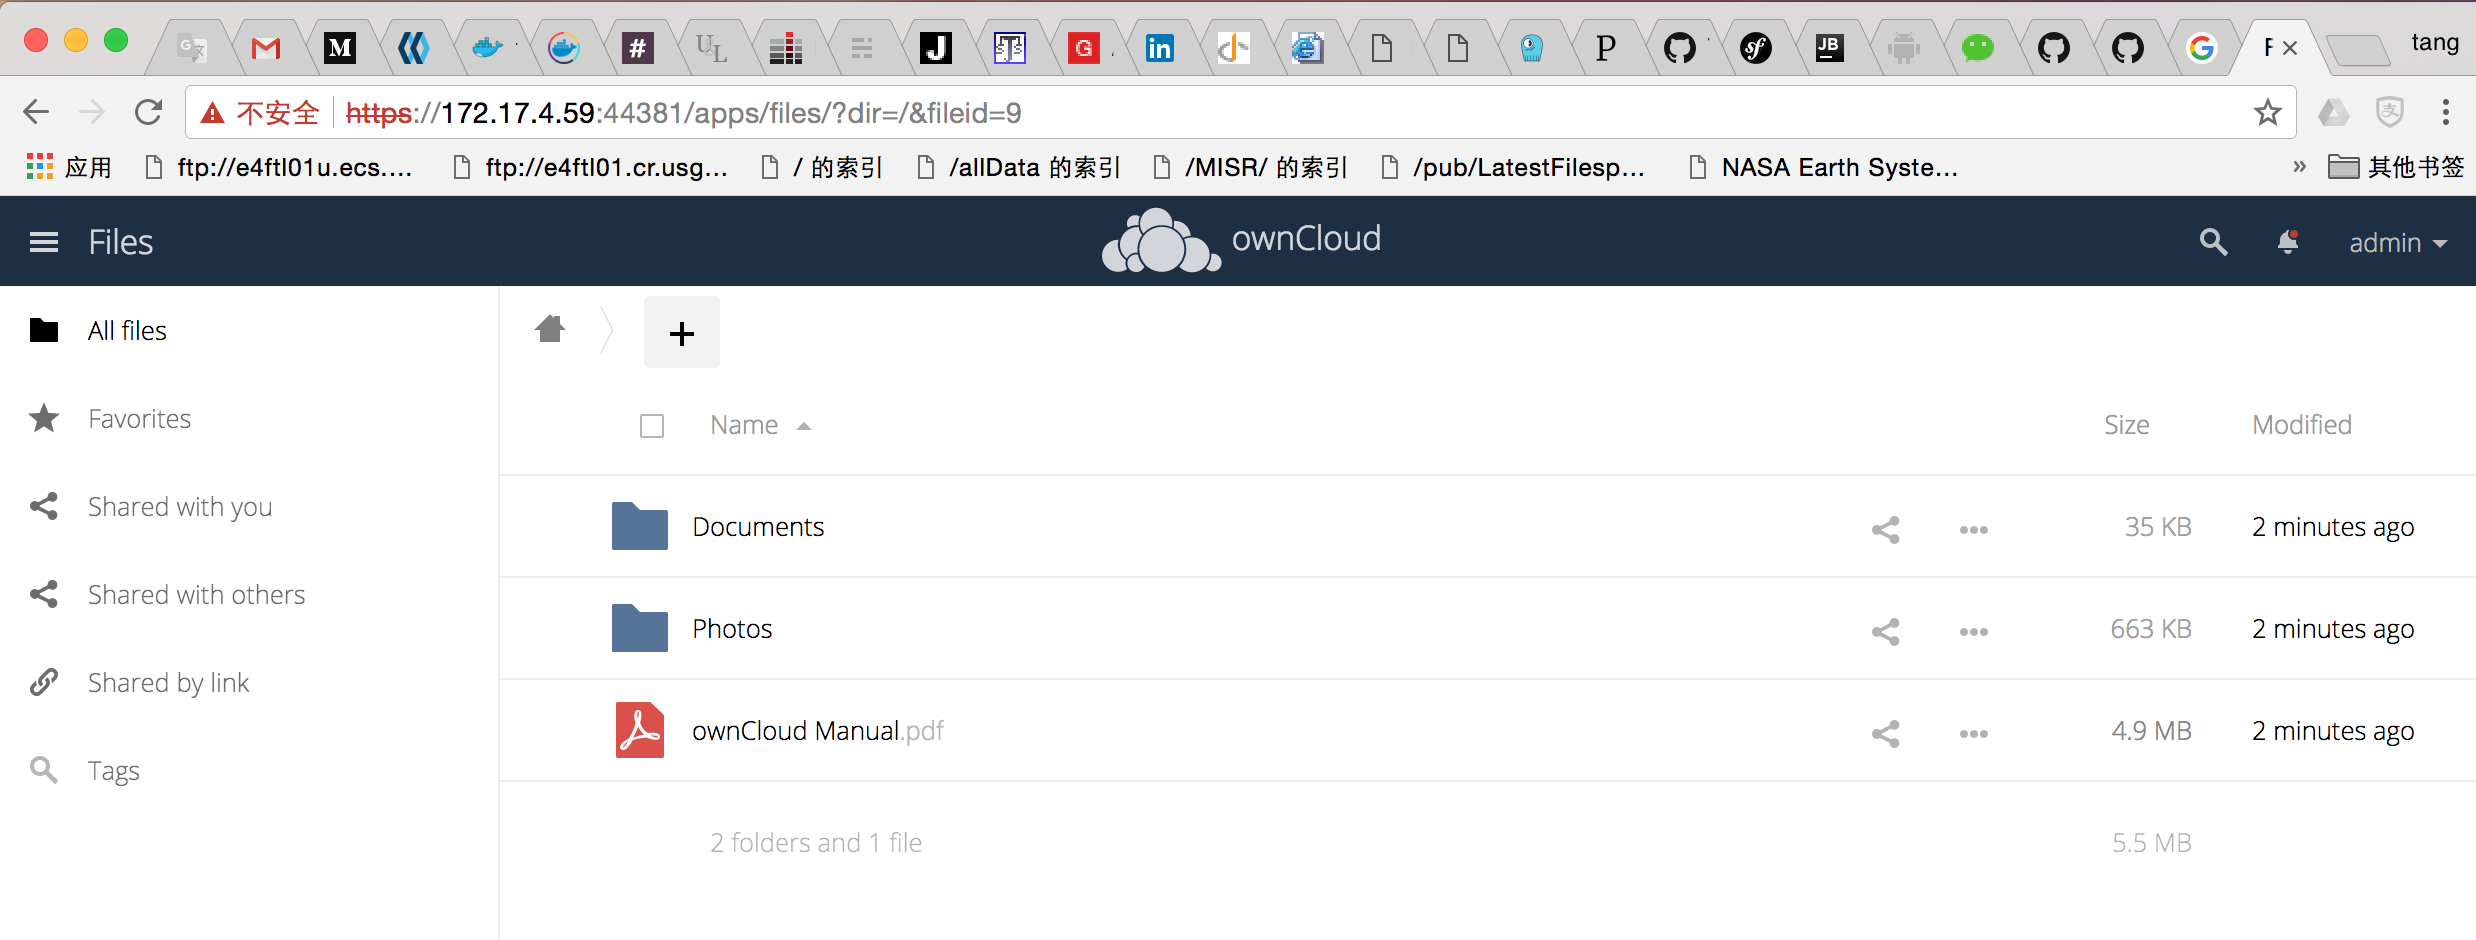 tang
不安全 https://172.17.4.59:44381/apps/files/?dir=/&fileid=9
应用 ftp://e4ftl01u.ecs.... ftp://e4ftl01.cr.usg... / 的索引 /allData 的索引 /MISR/ 的索引 /pub/LatestFilesp... NASA Earth Syste... » 其他书签
Files ownCloud admin
All files
Favorites
Shared with you
Shared with others
Shared by link
Tags
Name Size Modified
Documents 35 KB 2 minutes ago
Photos 663 KB 2 minutes ago
ownCloud Manual.pdf 4.9 MB 2 minutes ago
2 folders and 1 file 5.5 MB